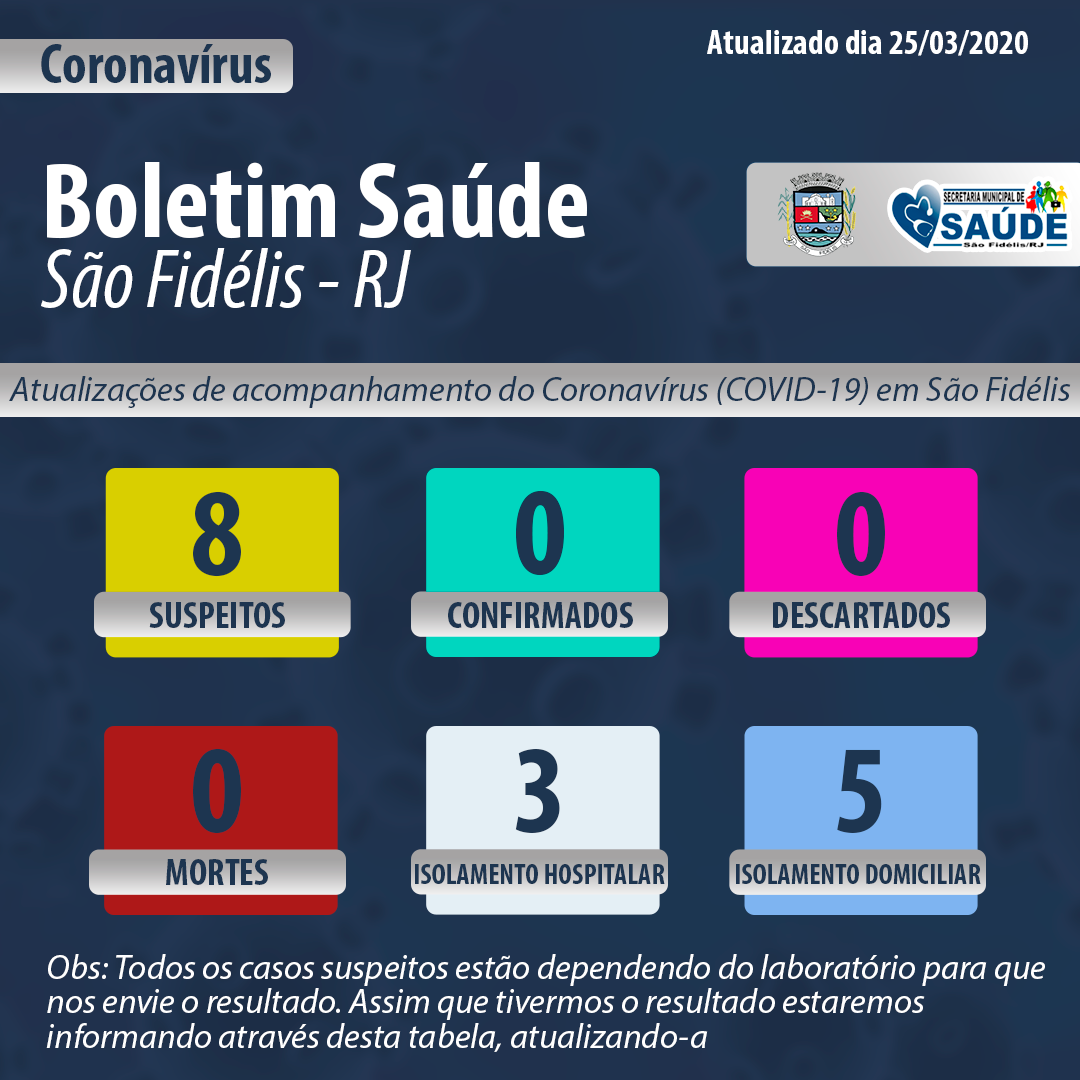 Coronavírus
Atualizado dia 25/03/2020
Boletim Saúde
São Fidélis - RJ
SECRETARIA MUNICIPAL DE
SAÚDE
São Fidélis/RJ
Atualizações de acompanhamento do Coronavírus (COVID-19) em São Fidélis
8
SUSPEITOS
0
CONFIRMADOS
0
DESCARTADOS
0
MORTES
3
ISOLAMENTO HOSPITALAR
5
ISOLAMENTO DOMICILIAR
Obs: Todos os casos suspeitos estão dependendo do laboratório para que
nos envie o resultado. Assim que tivermos o resultado estaremos
informando através desta tabela, atualizando-a